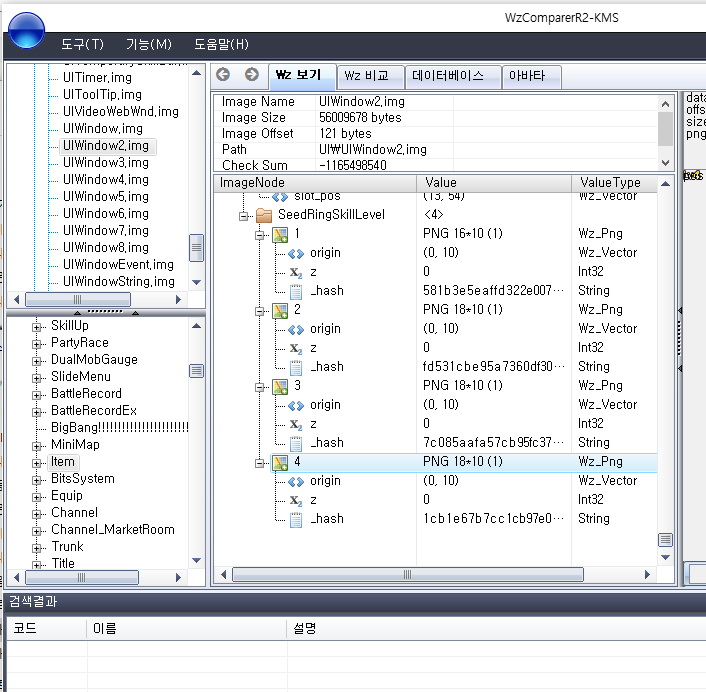 WzComparerR2-KMS
도구(T) 기능(M) 도움말(H)
UITimer.img
UIToolTip.img
UIVideoWebWnd.img
UIWindow.img
UIWindow2.img
UIWindow3.img
UIWindow4.img
UIWindow5.img
UIWindow6.img
UIWindow7.img
UIWindow8.img
UIWindowEvent.img
UIWindowString.img
SkillUp
PartyRace
DualMobGauge
SlideMenu
BattleRecord
BattleRecordEx
BigBang!!!!!!!!!!!!!!!!!!!!!!!
MiniMap
Item
BitsSystem
Equip
Channel
Channel_MarketRoom
Trunk
Title
Wz 보기 Wz 비교 데이터베이스 아바타
Image Name UIWindow2.img
Image Size 56009678 bytes
Image Offset 121 bytes
Path UI\UIWindow2.img
Check Sum -1165498540
ImageNode Value ValueType
slot_pos (13, 54) Wz_Vector
SeedRingSkillLevel <4>
1 PNG 16*10 (1) Wz_Png
origin (0, 10) Wz_Vector
z 0 Int32
_hash 581b3e5eaffd322e007... String
2 PNG 18*10 (1) Wz_Png
origin (0, 10) Wz_Vector
z 0 Int32
_hash fd531cbe95a7360df30... String
3 PNG 18*10 (1) Wz_Png
origin (0, 10) Wz_Vector
z 0 Int32
_hash 7c085aafa57cb95fc37... String
4 PNG 18*10 (1) Wz_Png
origin (0, 10) Wz_Vector
z 0 Int32
_hash 1cb1e67b7cc1cb97e0... String
data
offs
size
png
검색결과
코드 이름 설명